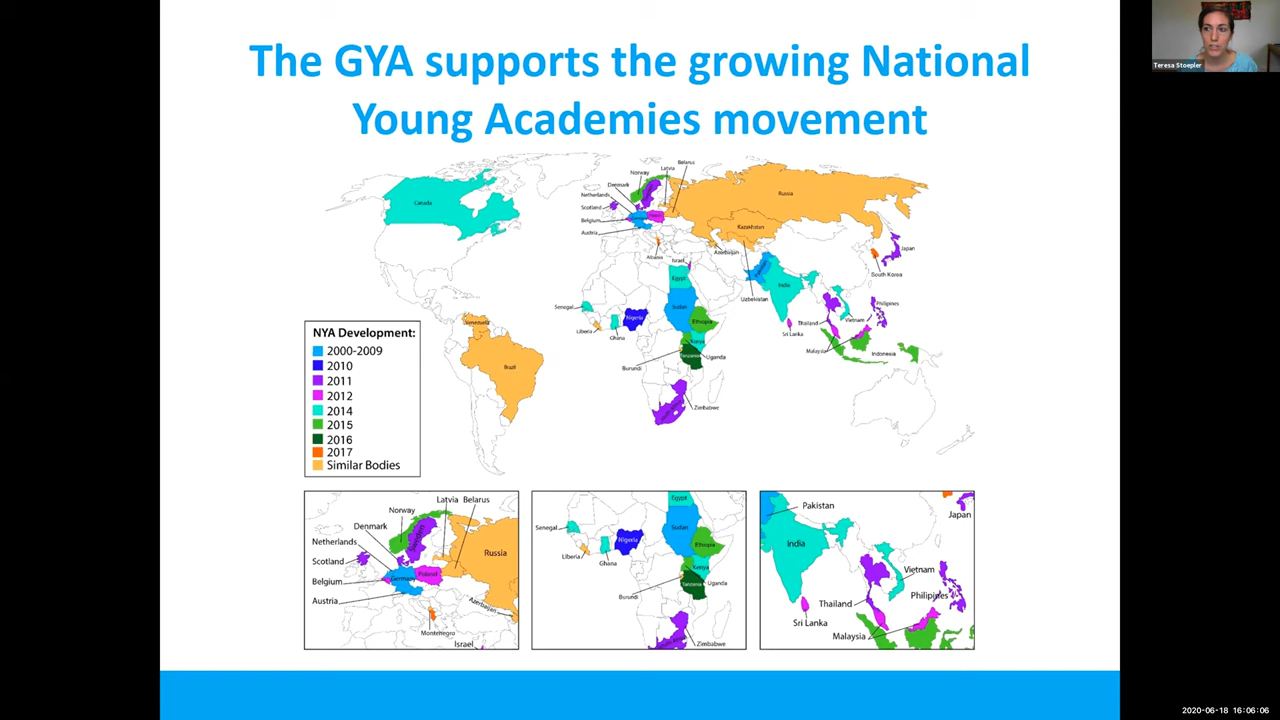 The GYA supports the growing National
Young Academies movement
Teresa Stoepler
Canada
Venezuela
Brazil
Norway
Latvia
Belarus
Denmark
Netherlands
Scotland
Belgium
Austria
Albania
Israel
Russia
Kazakhstan
Azerbaijan
Uzbekistan
Pakistan
India
Sri Lanka
Japan
South Korea
Philipines
Thailand
Vietnam
Malaysia
Indonesia
Egypt
Sudan
Ethiopia
Kenya
Uganda
Tanzania
Burundi
Zimbabwe
Senegal
Liberia
Ghana
Nigeria
NYA Development:
2000-2009
2010
2011
2012
2014
2015
2016
2017
Similar Bodies
Latvia Belarus
Norway
Denmark
Sweden
Netherlands
Russia
Scotland
Germany
Poland
Belgium
Austria
Azerbaijan
Montenegro
Israel
Egypt
Senegal
Sudan
Nigeria
Ethiopia
Liberia
Ghana
Kenya
Tanzania
Uganda
Burundi
Zimbabwe
Pakistan
Japan
India
Vietnam
Philipines
Thailand
Sri Lanka
Malaysia
2020-06-18 16:06:06